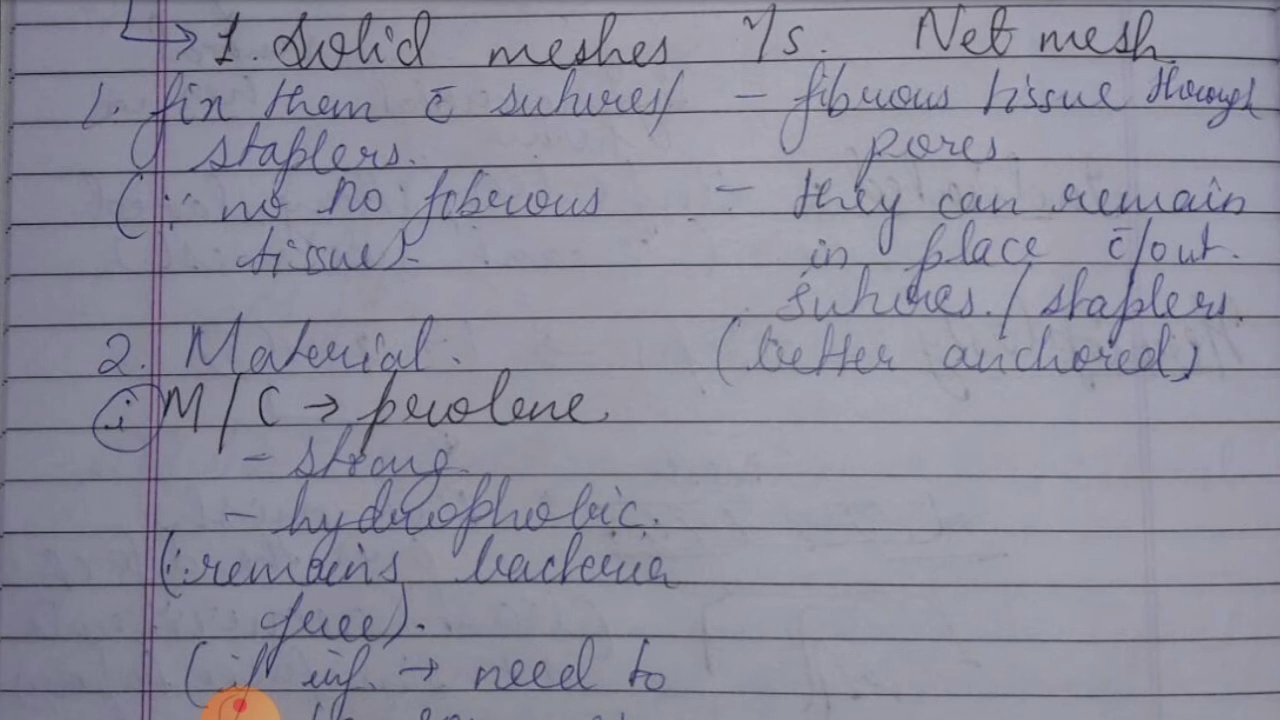 1. Solid meshes v/s. Net mesh
1. fix them c̄ sutures/ - fibrous tissue through
staplers. pores.
(∵ no no fibrous - they can remain
tissue). in place c̄/out.
sutures./staplers.
2. Material. (better anchored)
(i) M/C → prolene
- strong.
- hydrophobic.
(∴ remains bacteria
free).
(if inf. → need to